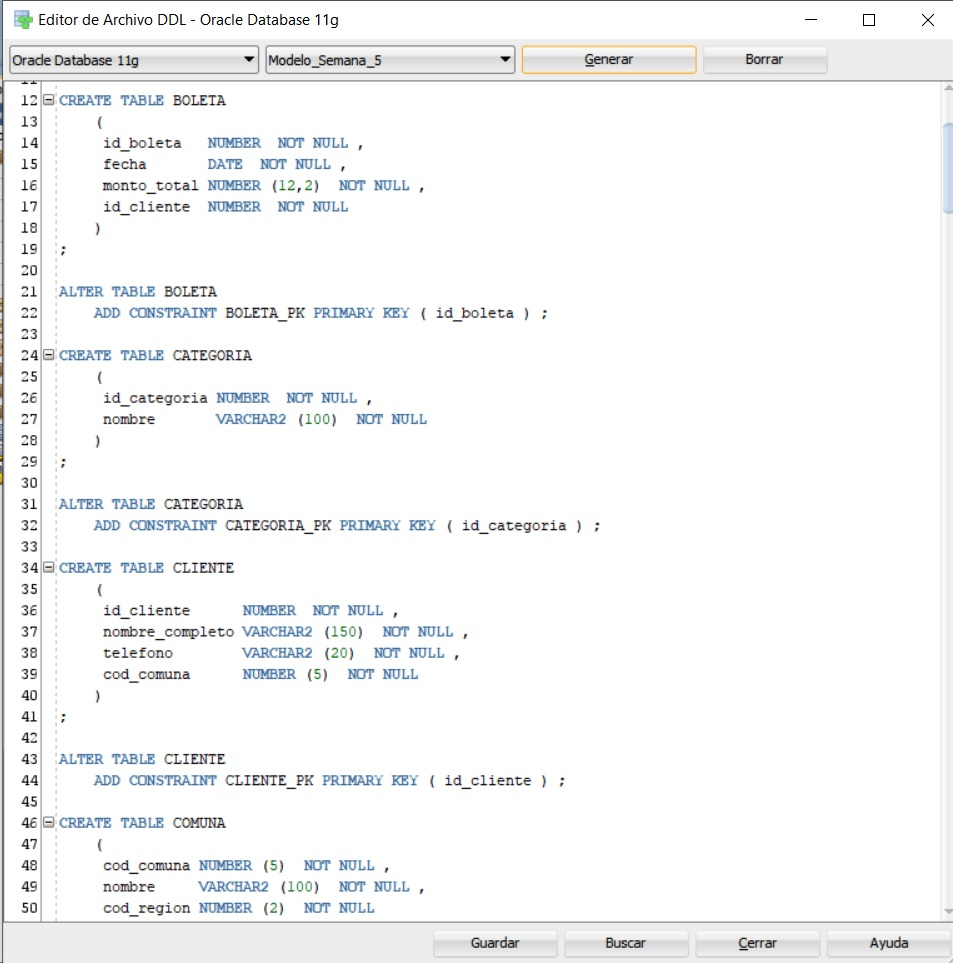 Editor de Archivo DDL - Oracle Database 11g
Oracle Database 11g Modelo_Semana_5 Generar Borrar
12 CREATE TABLE BOLETA
13 (
14 id_boleta NUMBER NOT NULL ,
15 fecha DATE NOT NULL ,
16 monto_total NUMBER (12,2) NOT NULL ,
17 id_cliente NUMBER NOT NULL
18 )
19 ;
20
21 ALTER TABLE BOLETA
22 ADD CONSTRAINT BOLETA_PK PRIMARY KEY ( id_boleta ) ;
23
24 CREATE TABLE CATEGORIA
25 (
26 id_categoria NUMBER NOT NULL ,
27 nombre VARCHAR2 (100) NOT NULL
28 )
29 ;
30
31 ALTER TABLE CATEGORIA
32 ADD CONSTRAINT CATEGORIA_PK PRIMARY KEY ( id_categoria ) ;
33
34 CREATE TABLE CLIENTE
35 (
36 id_cliente NUMBER NOT NULL ,
37 nombre_completo VARCHAR2 (150) NOT NULL ,
38 telefono VARCHAR2 (20) NOT NULL ,
39 cod_comuna NUMBER (5) NOT NULL
40 )
41 ;
42
43 ALTER TABLE CLIENTE
44 ADD CONSTRAINT CLIENTE_PK PRIMARY KEY ( id_cliente ) ;
45
46 CREATE TABLE COMUNA
47 (
48 cod_comuna NUMBER (5) NOT NULL ,
49 nombre VARCHAR2 (100) NOT NULL ,
50 cod_region NUMBER (2) NOT NULL
Guardar Buscar Cerrar Ayuda